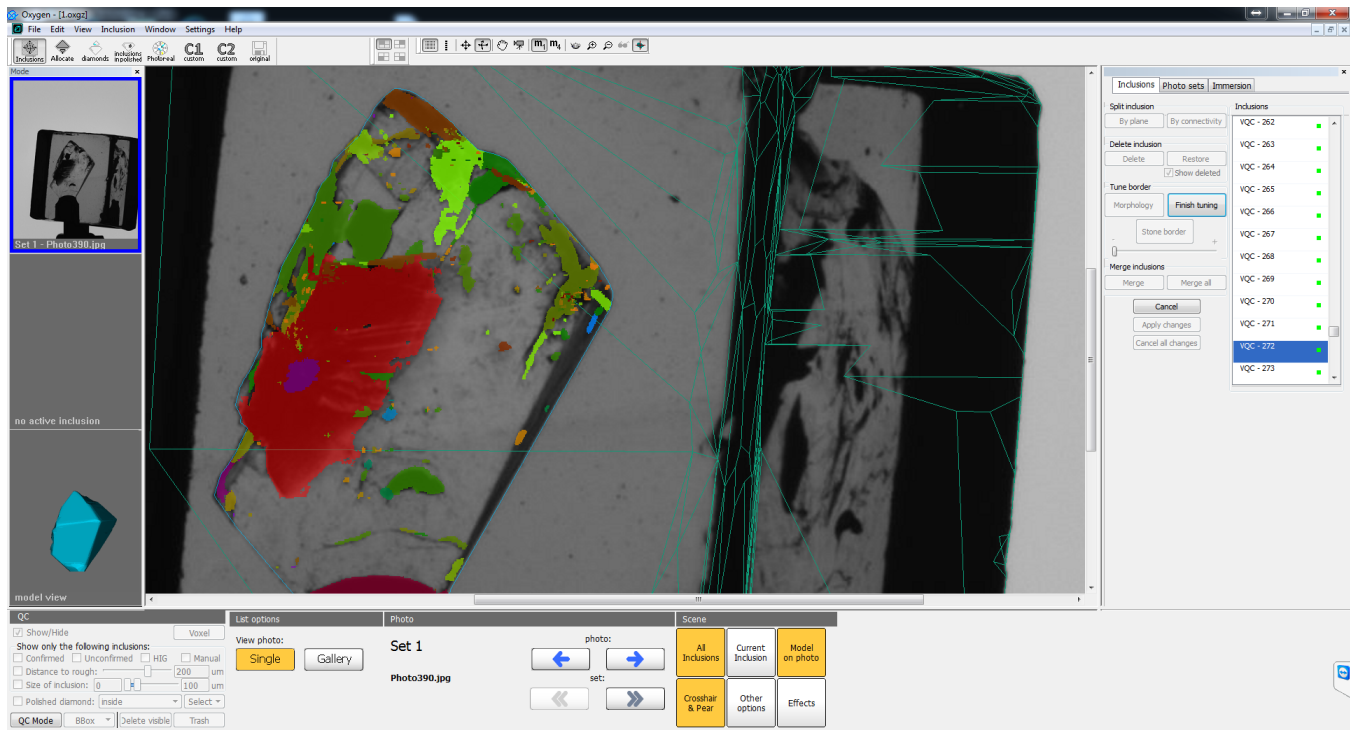 Oxygen - [1.oxgz]
File Edit View Inclusion Window Settings Help
Inclusions Allocate diamonds inclusions in polished Photoreal C1 custom C2 custom original
Mode
Set 1 - Photo390.jpg
no active inclusion
model view
Inclusions Photo sets Immersion
Split inclusion
By plane By connectivity
Delete inclusion
Delete Restore
Show deleted
Tune border
Morphology Finish tuning
Stone border
- +
Merge inclusions
Merge Merge all
Cancel
Apply changes
Cancel all changes
Inclusions
VQC - 262
VQC - 263
VQC - 264
VQC - 265
VQC - 266
VQC - 267
VQC - 268
VQC - 269
VQC - 270
VQC - 271
VQC - 272
VQC - 273
QC
Show/Hide Voxel
Show only the following inclusions:
Confirmed Unconfirmed HIG Manual
Distance to rough: 200 um
Size of inclusion: 0 100 um
Polished diamond: inside Select
QC Mode BBox Delete visible Trash
List options
View photo:
Single Gallery
Photo
Set 1
Photo390.jpg
photo:
set:
Scene
All Inclusions
Current Inclusion
Model on photo
Crosshair & Pear
Other options
Effects